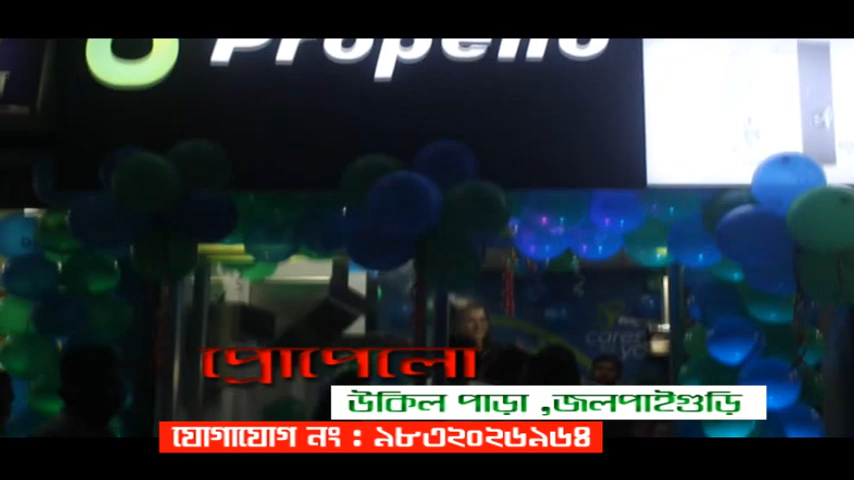 Propello
প্রোপেলো
উকিল পাড়া ,জলপাইগুড়ি
যোগাযোগ নং : ৯৮৩২০২৬৯৬৪